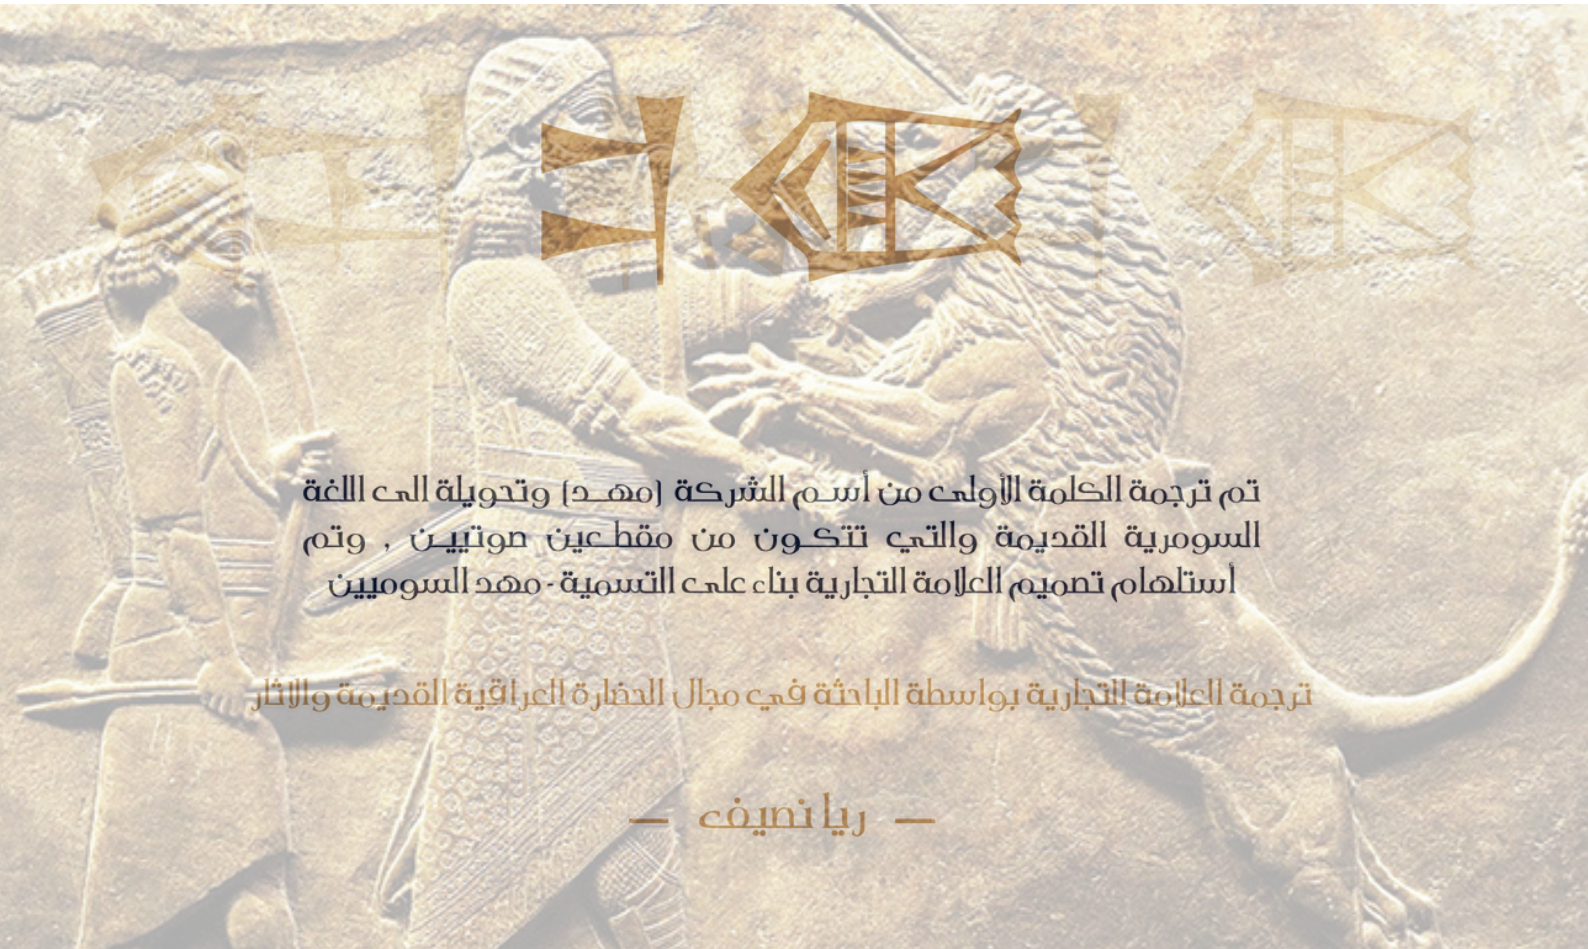 تم ترجمة الكلمة الأولى من أسم الشركة (مهد) وتحويلة الى اللغة
السومرية القديمة والتي تتكون من مقطعين صوتيين , وتم
أستلهام تصميم العلامة التجارية بناء على التسمية - مهد السوميين
ترجمة العلامة التجارية بواسطة الباحثة في مجال الحضارة العراقية القديمة والاثار
— ريا نصيف —